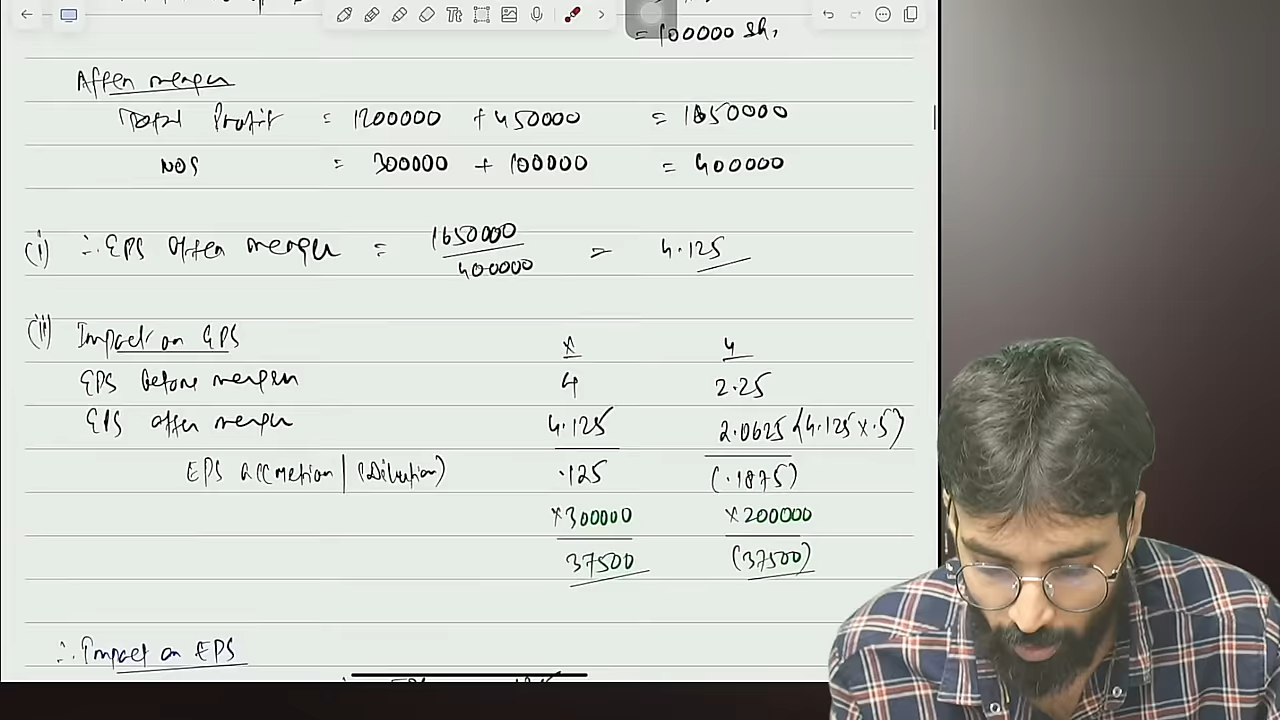 = 100000 Sh.
After merger
Total Profit = 1200000 + 450000 = 1650000
NOS = 300000 + 100000 = 400000
(i) ∴ EPS after merger = 1650000 / 400000 = 4.125
(ii) Impact on EPS X Y
EPS before merger 4 2.25
EPS after merger 4.125 2.0625 {4.125 x .5}
EPS accretion | (Dilution) .125 (.1875)
x300000 x200000
37500 (37500)
∴ Impact on EPS